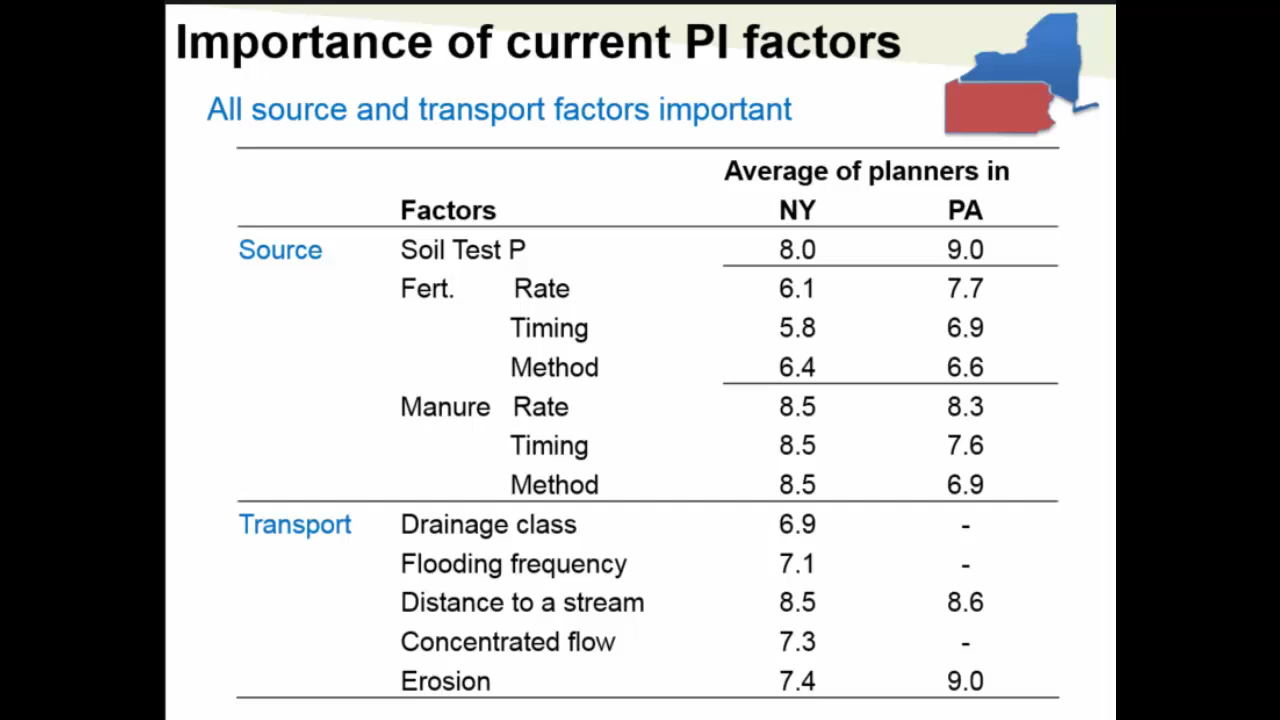 Importance of current PI factors
All source and transport factors important
Average of planners in
Factors NY PA
Source Soil Test P 8.0 9.0
Fert. Rate 6.1 7.7
Timing 5.8 6.9
Method 6.4 6.6
Manure Rate 8.5 8.3
Timing 8.5 7.6
Method 8.5 6.9
Transport Drainage class 6.9 -
Flooding frequency 7.1 -
Distance to a stream 8.5 8.6
Concentrated flow 7.3 -
Erosion 7.4 9.0